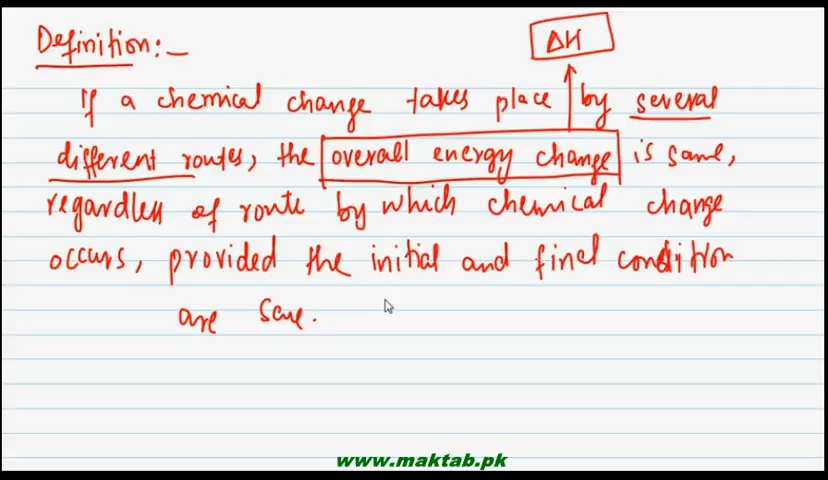 Definition:-
ΔH
If a chemical change takes place by several
different routes, the overall energy change is same,
regardless of route by which chemical change
occurs, provided the initial and final condition
are same.
www.maktab.pk